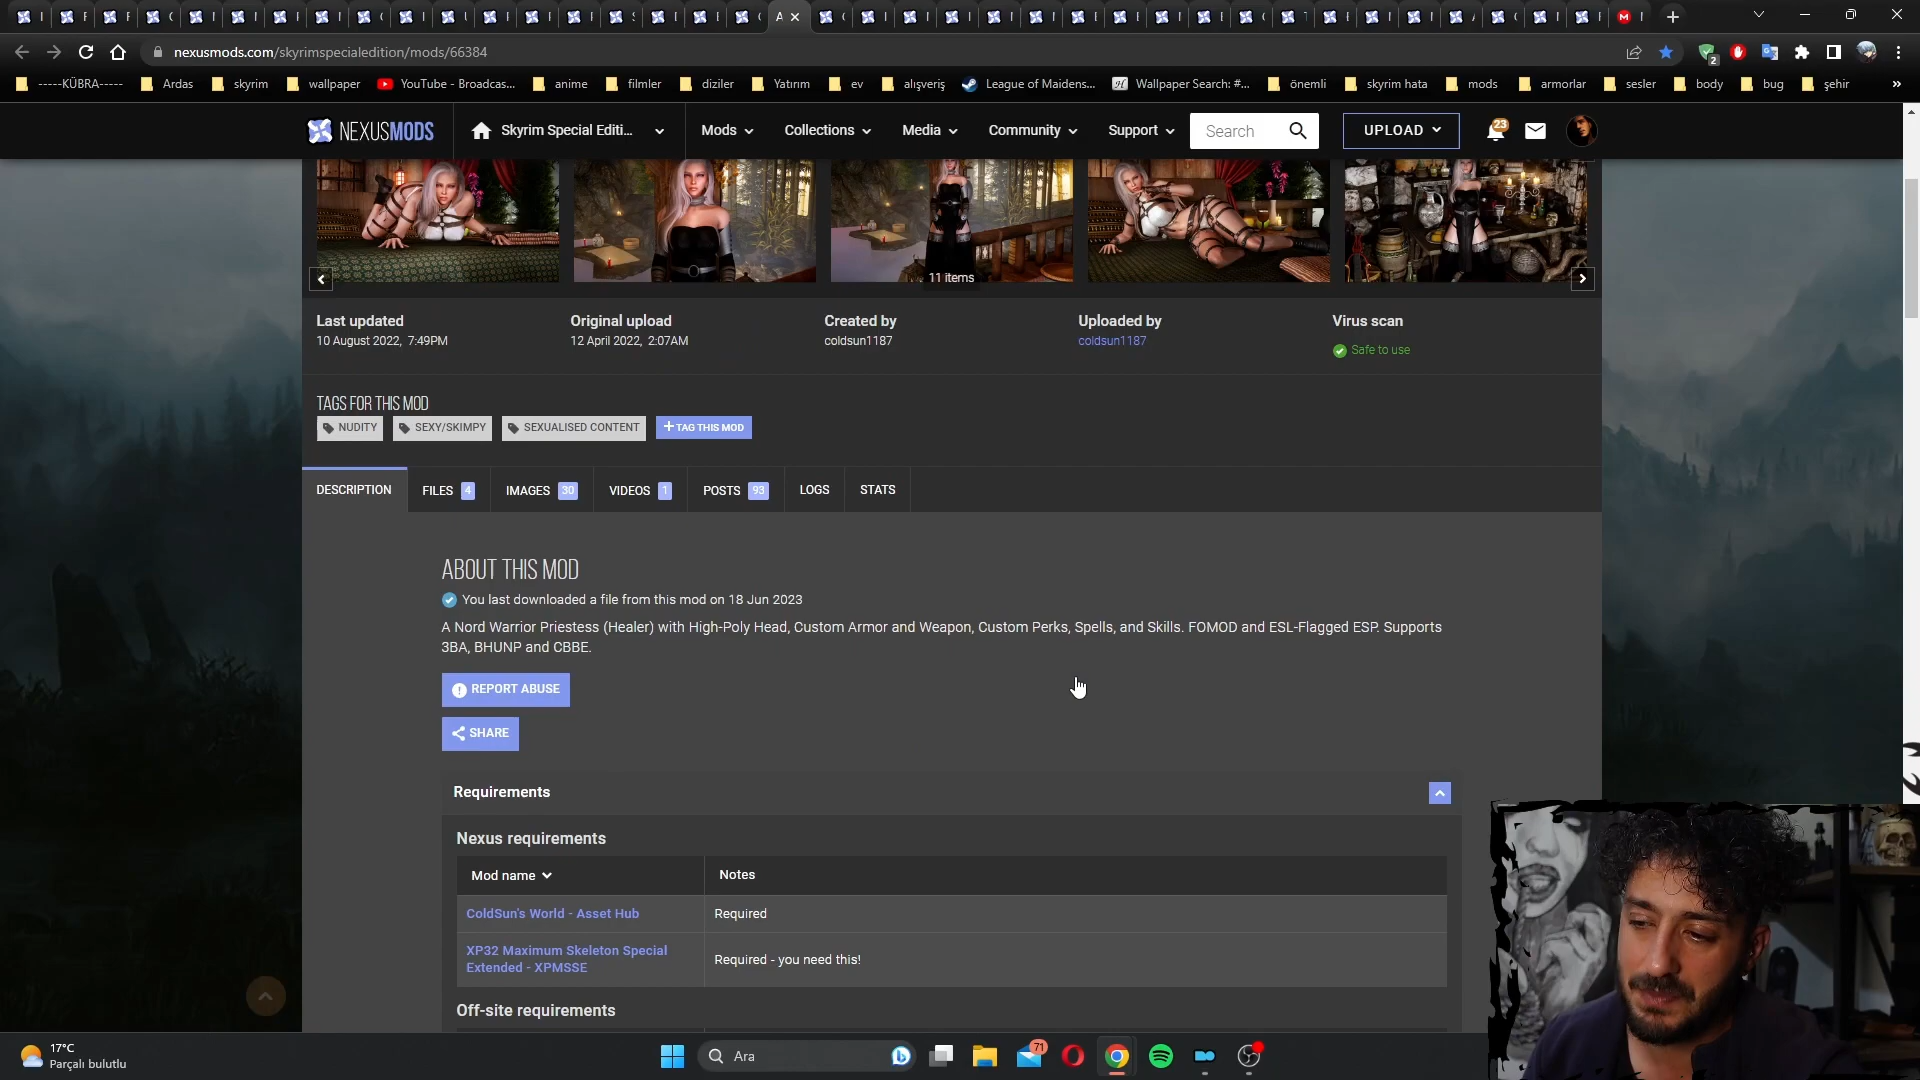 nexusmods.com/skyrimspecialedition/mods/66384
2
-----KÜBRA-----
Ardas
skyrim
wallpaper
YouTube - Broadcas...
anime
filmler
diziler
Yatırım
ev
alışveriş
League of Maidens...
Wallpaper Search: #...
önemli
skyrim hata
mods
armorlar
sesler
body
bug
şehir
»
NEXUSMODS
Skyrim Special Editi...
Mods
Collections
Media
Community
Support
Search
UPLOAD
23
11 items
Last updated
10 August 2022, 7:49PM
Original upload
12 April 2022, 2:07AM
Created by
coldsun1187
Uploaded by
coldsun1187
Virus scan
Safe to use
TAGS FOR THIS MOD
NUDITY
SEXY/SKIMPY
SEXUALISED CONTENT
+TAG THIS MOD
DESCRIPTION
FILES 4
IMAGES 30
VIDEOS 1
POSTS 93
LOGS
STATS
ABOUT THIS MOD
You last downloaded a file from this mod on 18 Jun 2023
A Nord Warrior Priestess (Healer) with High-Poly Head, Custom Armor and Weapon, Custom Perks, Spells, and Skills. FOMOD and ESL-Flagged ESP. Supports
3BA, BHUNP and CBBE.
REPORT ABUSE
SHARE
Requirements
Nexus requirements
Mod name
Notes
ColdSun's World - Asset Hub
Required
XP32 Maximum Skeleton Special
Extended - XPMSSE
Required - you need this!
Off-site requirements
17°C
Parçalı bulutlu
Ara
71